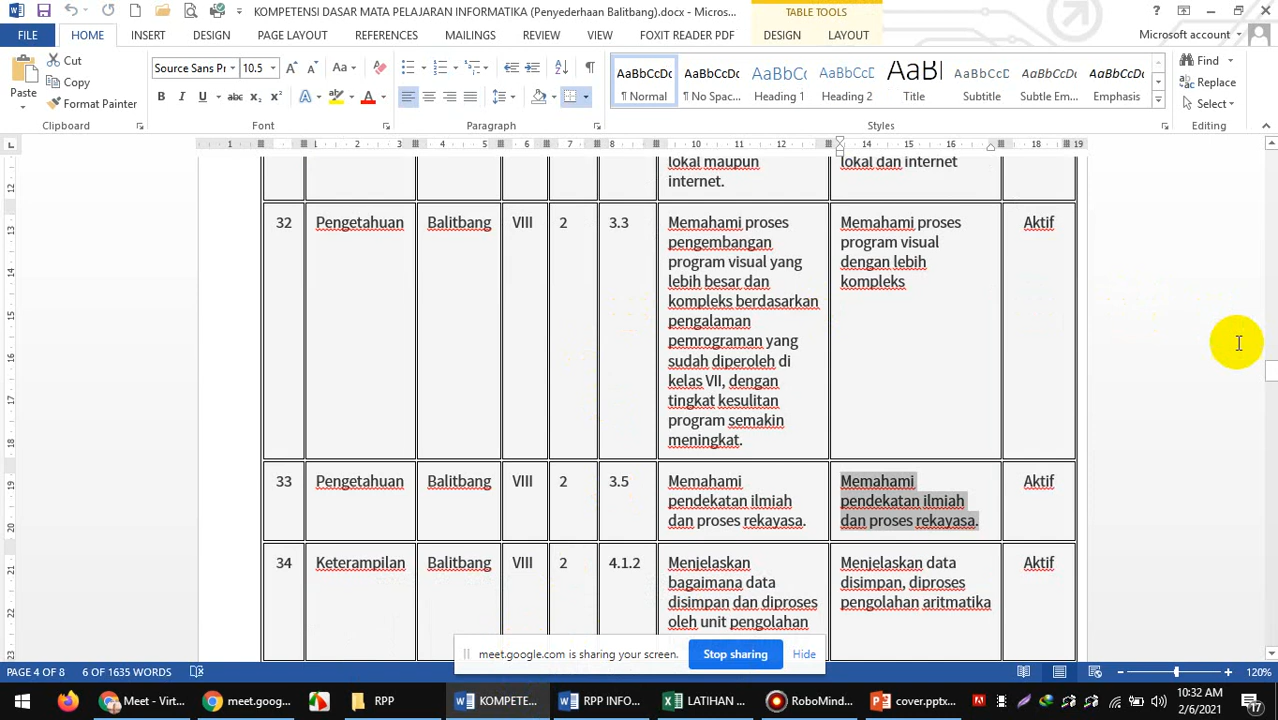 KOMPETENSI DASAR MATA PELAJARAN INFORMATIKA (Penyederhaan Balitbang).docx - Micros...
TABLE TOOLS
FILE
HOME
INSERT
DESIGN
PAGE LAYOUT
REFERENCES
MAILINGS
REVIEW
VIEW
FOXIT READER PDF
DESIGN
LAYOUT
Microsoft account
Paste
Cut
Copy
Format Painter
Clipboard
Source Sans Pr
10.5
Font
Paragraph
AaBbCcDc
¶ Normal
AaBbCcDc
¶ No Spac...
AaBbCc
Heading 1
AaBbCcC
Heading 2
AaBl
Title
AaBbCcD
Subtitle
AaBbCcDc
Subtle Em...
AaBbCcDc
Emphasis
Styles
Find
Replace
Select
Editing
lokal maupun
internet.
lokal dan internet
32
Pengetahuan
Balitbang
VIII
2
3.3
Memahami proses
pengembangan
program visual yang
lebih besar dan
kompleks berdasarkan
pengalaman
pemrograman yang
sudah diperoleh di
kelas VII, dengan
tingkat kesulitan
program semakin
meningkat.
Memahami proses
program visual
dengan lebih
kompleks
Aktif
33
Pengetahuan
Balitbang
VIII
2
3.5
Memahami
pendekatan ilmiah
dan proses rekayasa.
Memahami
pendekatan ilmiah
dan proses rekayasa.
Aktif
34
Keterampilan
Balitbang
VIII
2
4.1.2
Menjelaskan
bagaimana data
disimpan dan diproses
oleh unit pengolahan
Menjelaskan data
disimpan, diproses
pengolahan aritmatika
Aktif
meet.google.com is sharing your screen.
Stop sharing
Hide
PAGE 4 OF 8
6 OF 1635 WORDS
120%
Meet - Virt...
meet.goog...
RPP
KOMPETE...
RPP INFO...
LATIHAN ...
RoboMind...
cover.pptx...
10:32 AM
2/6/2021
17